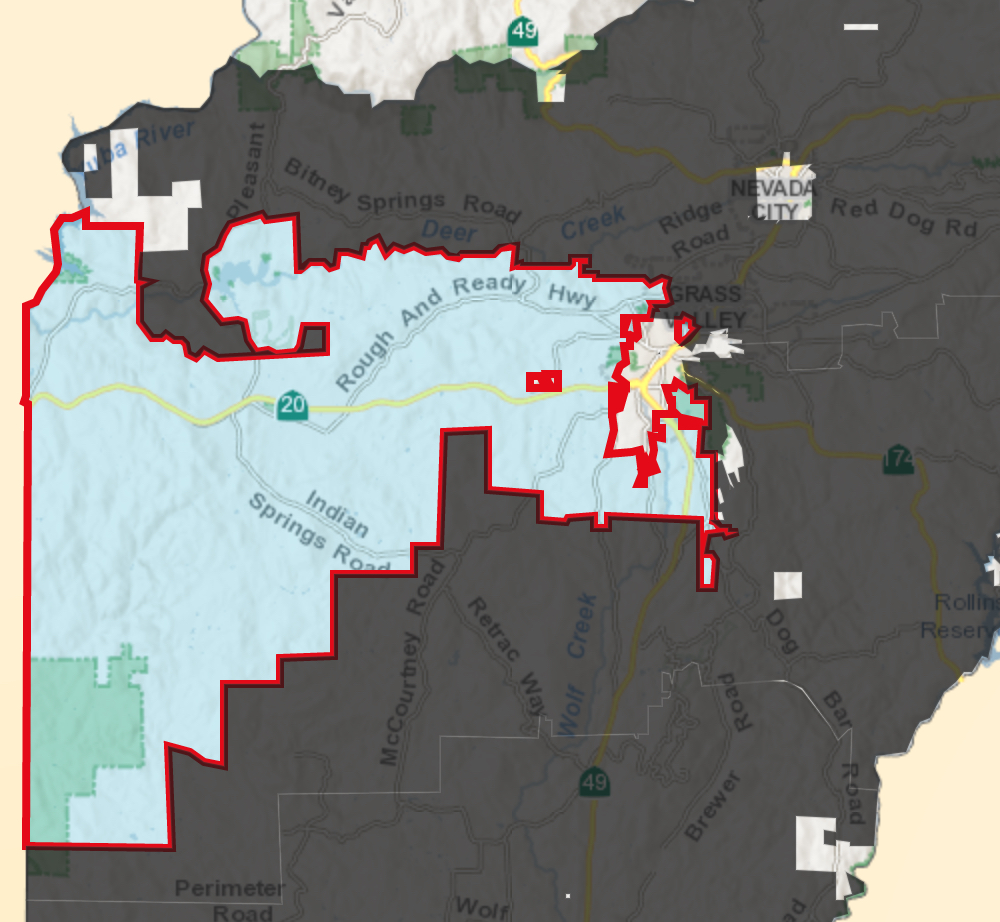 49
Yuba River
Pleasant
Bitney Springs Road
NEVADA
CITY
Deer
Creek
Ridge
Road
Red Dog Rd
Rough And Ready Hwy
GRASS
VALLEY
20
174
Indian
Springs Road
McCourtney Road
Retrac Way
Wolf Creek
Dog
Bar
Road
Rollins
Reserv
Road
Brewer
49
Perimeter
Road
Wolf